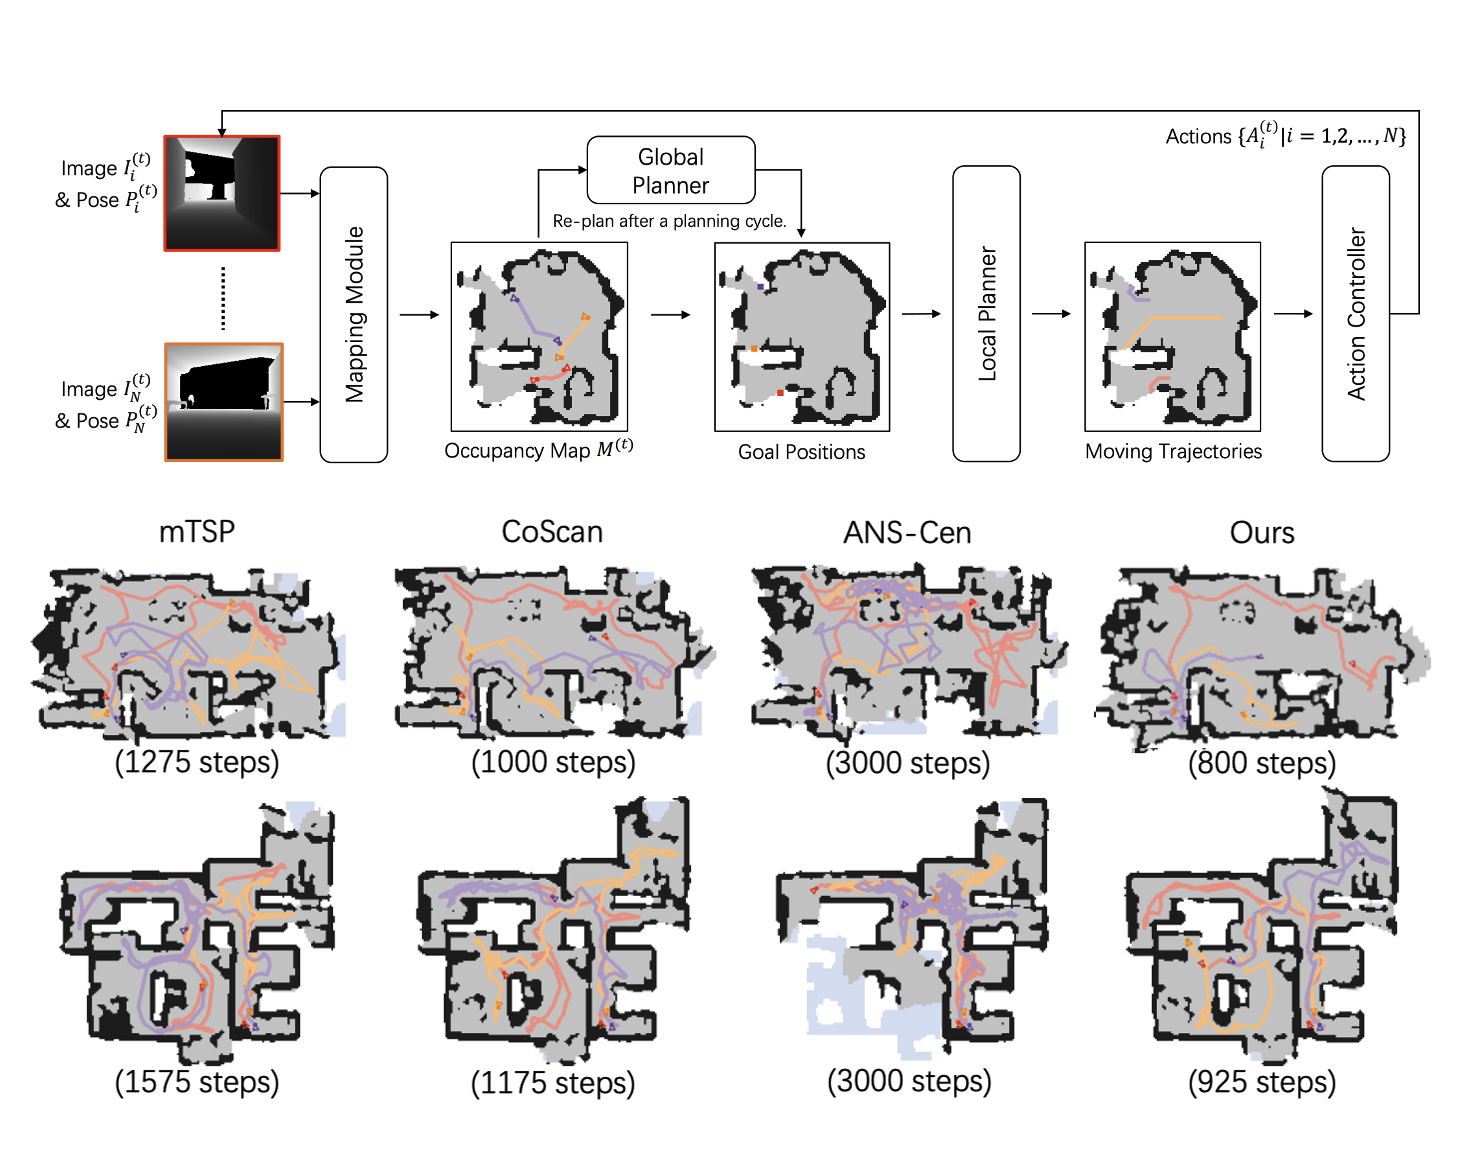 Actions {A_i^(t)|i = 1,2, ..., N}
Image I_i^(t)
& Pose P_i^(t)
Global
Planner
Re-plan after a planning cycle.
Mapping Module
Local Planner
Action Controller
Image I_N^(t)
& Pose P_N^(t)
Occupancy Map M^(t)
Goal Positions
Moving Trajectories
mTSP
CoScan
ANS-Cen
Ours
(1275 steps)
(1000 steps)
(3000 steps)
(800 steps)
(1575 steps)
(1175 steps)
(3000 steps)
(925 steps)